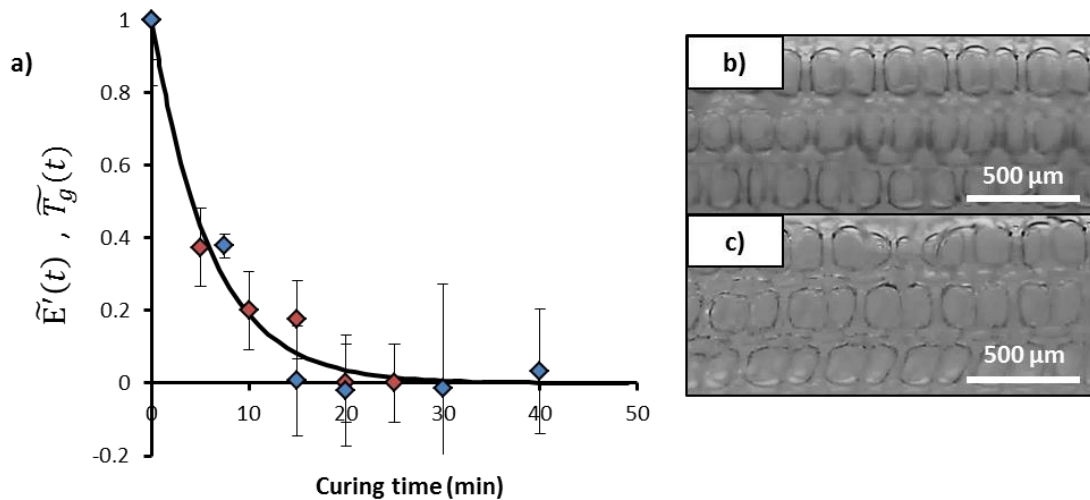 a)
1
0.8
0.6
0.4
0.2
0
-0.2
Ẽ′(t) , T̃g(t)
0 10 20 30 40 50
Curing time (min)
b)
500 µm
c)
500 µm